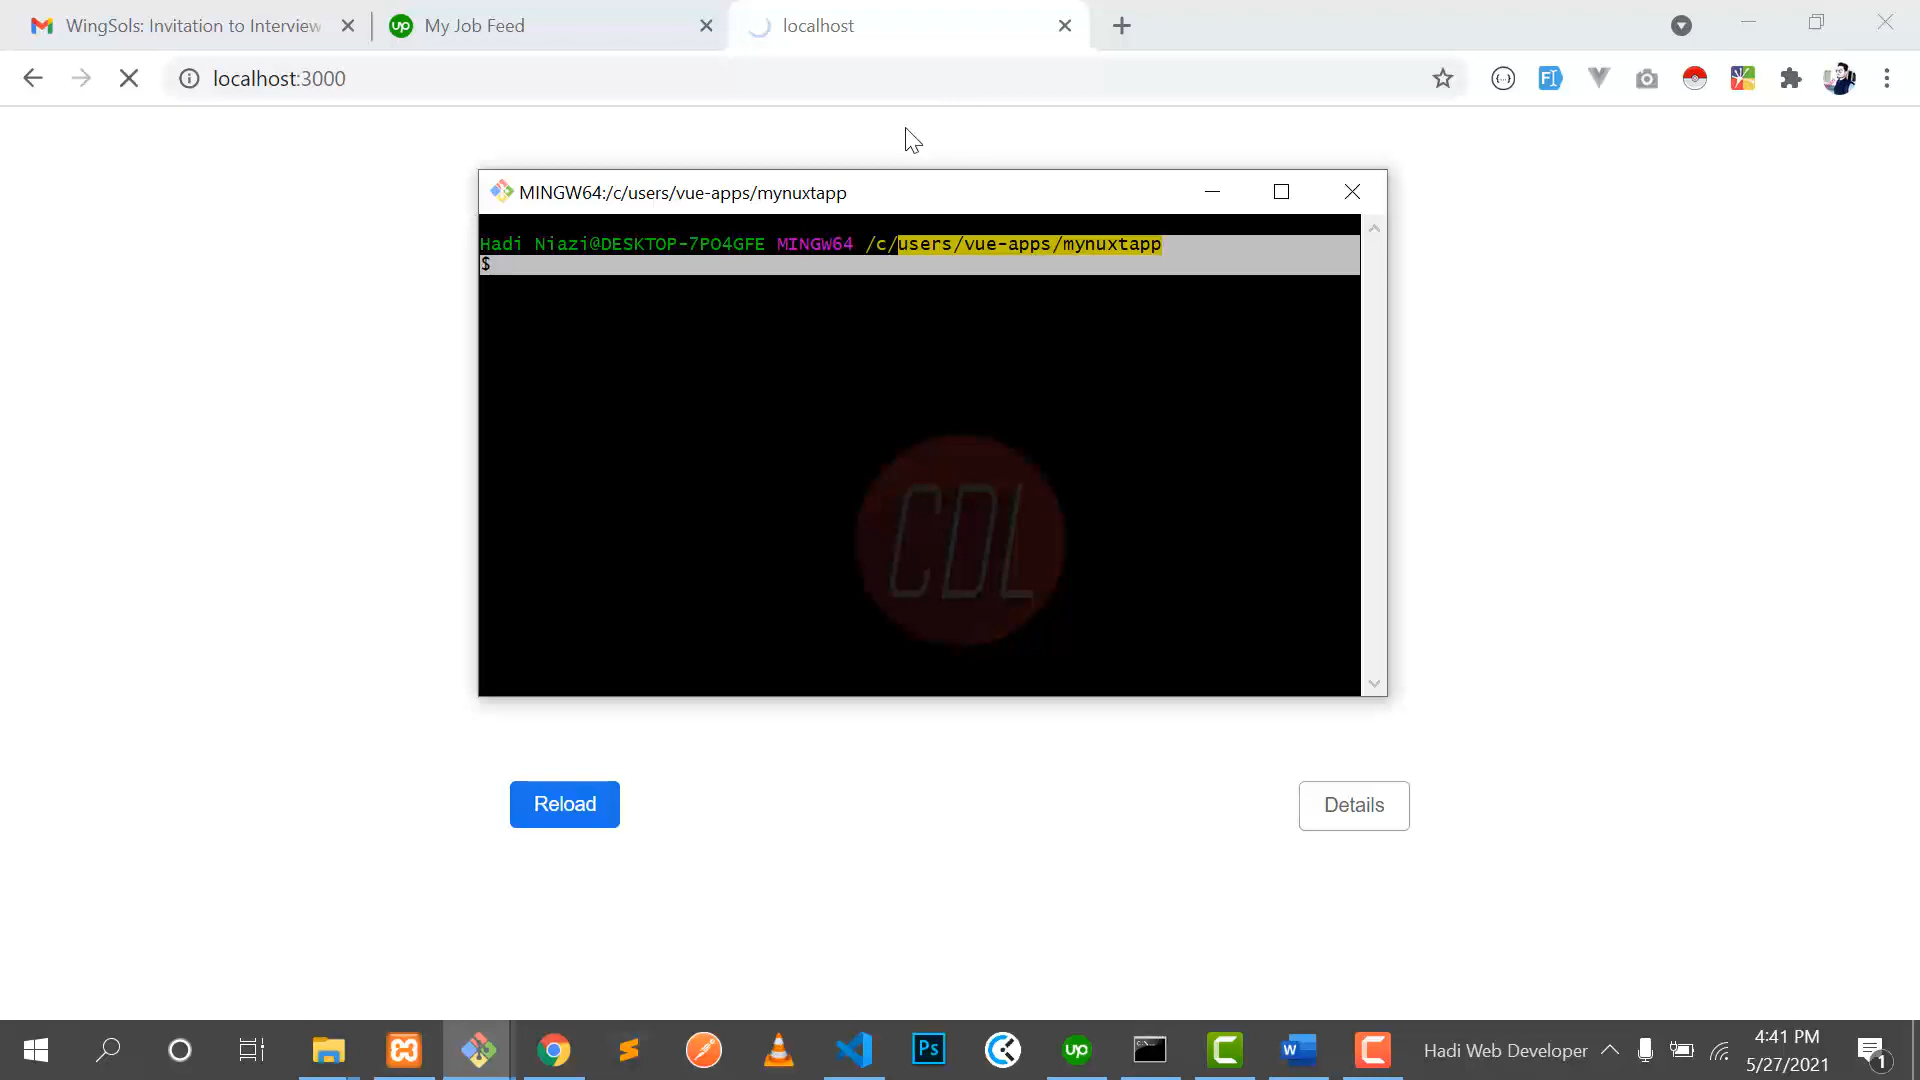 WingSols: Invitation to Interview
My Job Feed
localhost
localhost:3000
MINGW64:/c/users/vue-apps/mynuxtapp
Hadi Niazi@DESKTOP-7PO4GFE MINGW64 /c/users/vue-apps/mynuxtapp
$
CDL
Reload
Details
Hadi Web Developer
4:41 PM
5/27/2021
1